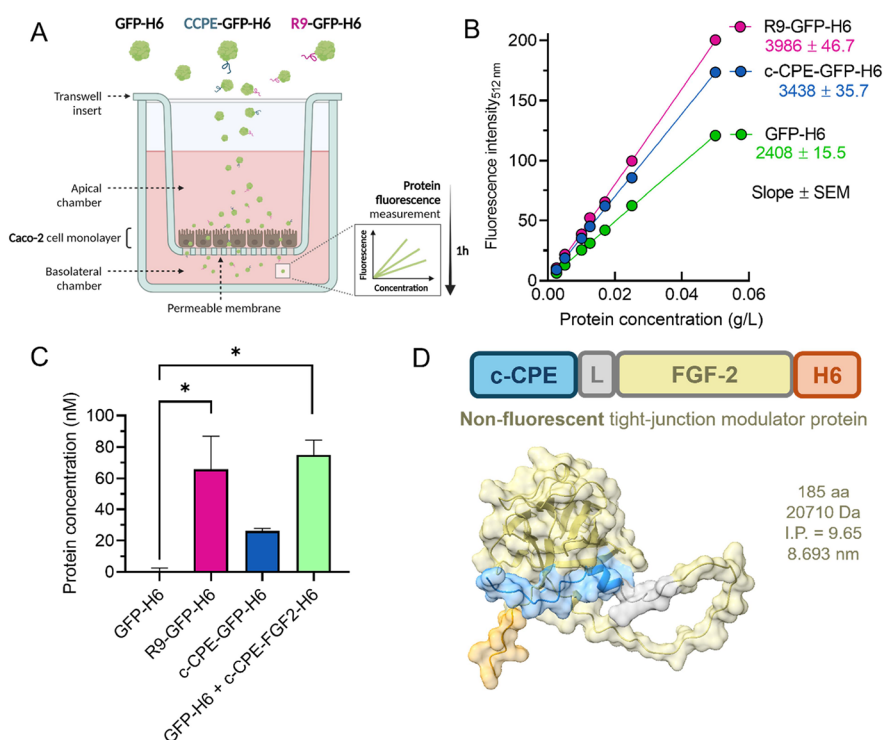 A
GFP-H6 CCPE-GFP-H6 R9-GFP-H6
Transwell
insert
Apical
chamber
Caco-2 cell monolayer
Basolateral
chamber
Permeable membrane
Protein
fluorescence
measurement
1h
Fluorescence
Concentration
B
Fluorescence intensity512 nm
200
150
100
50
0
0.00 0.02 0.04 0.06
Protein concentration (g/L)
R9-GFP-H6
3986 ± 46.7
c-CPE-GFP-H6
3438 ± 35.7
GFP-H6
2408 ± 15.5
Slope ± SEM
C
* *
Protein concentration (nM)
100
80
60
40
20
0
GFP-H6
R9-GFP-H6
c-CPE-GFP-H6
GFP-H6 + c-CPE-FGF2-H6
D
c-CPE L FGF-2 H6
Non-fluorescent tight-junction modulator protein
185 aa
20710 Da
I.P. = 9.65
8.693 nm